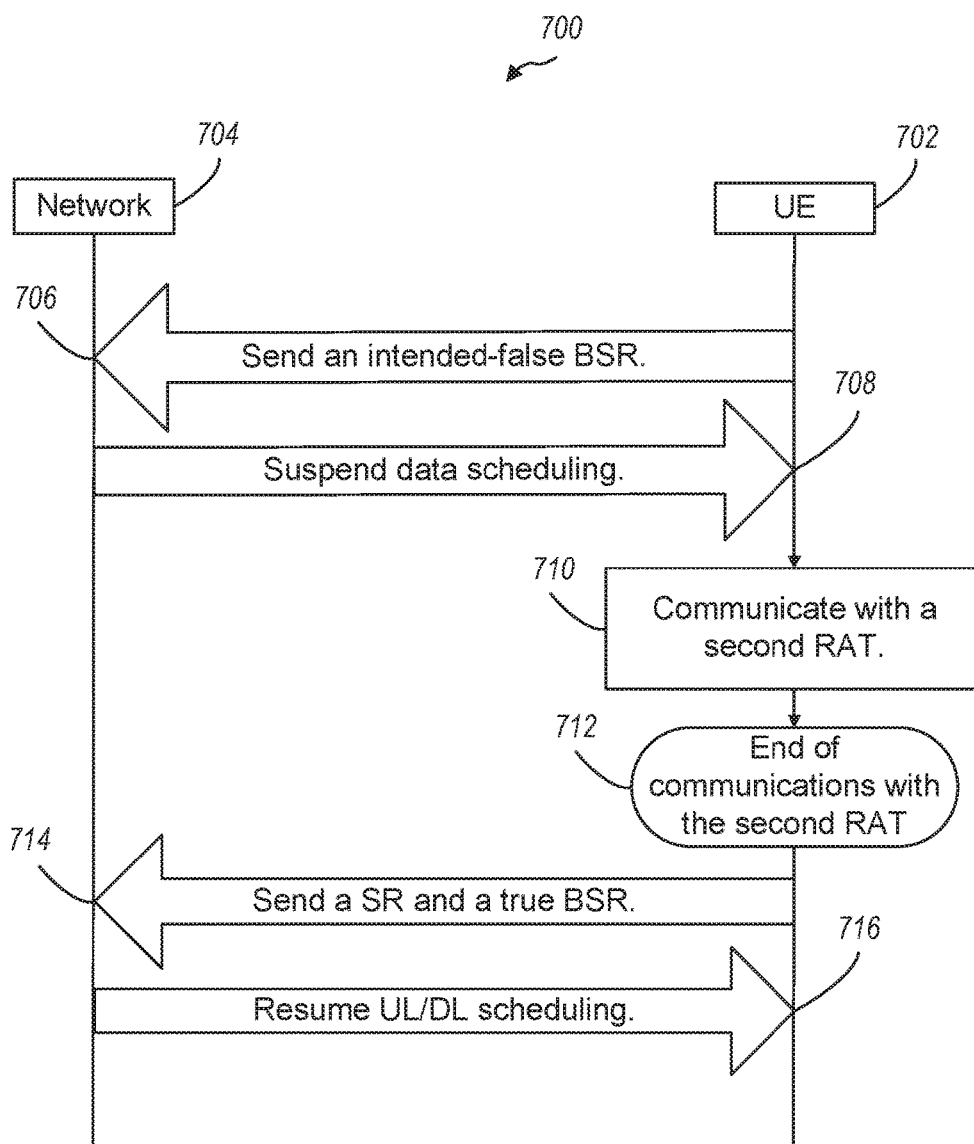 700
704
702
Network
UE
706
Send an intended-false BSR.
708
Suspend data scheduling.
710
Communicate with a
second RAT.
712
End of
communications with
the second RAT
714
Send a SR and a true BSR.
716
Resume UL/DL scheduling.